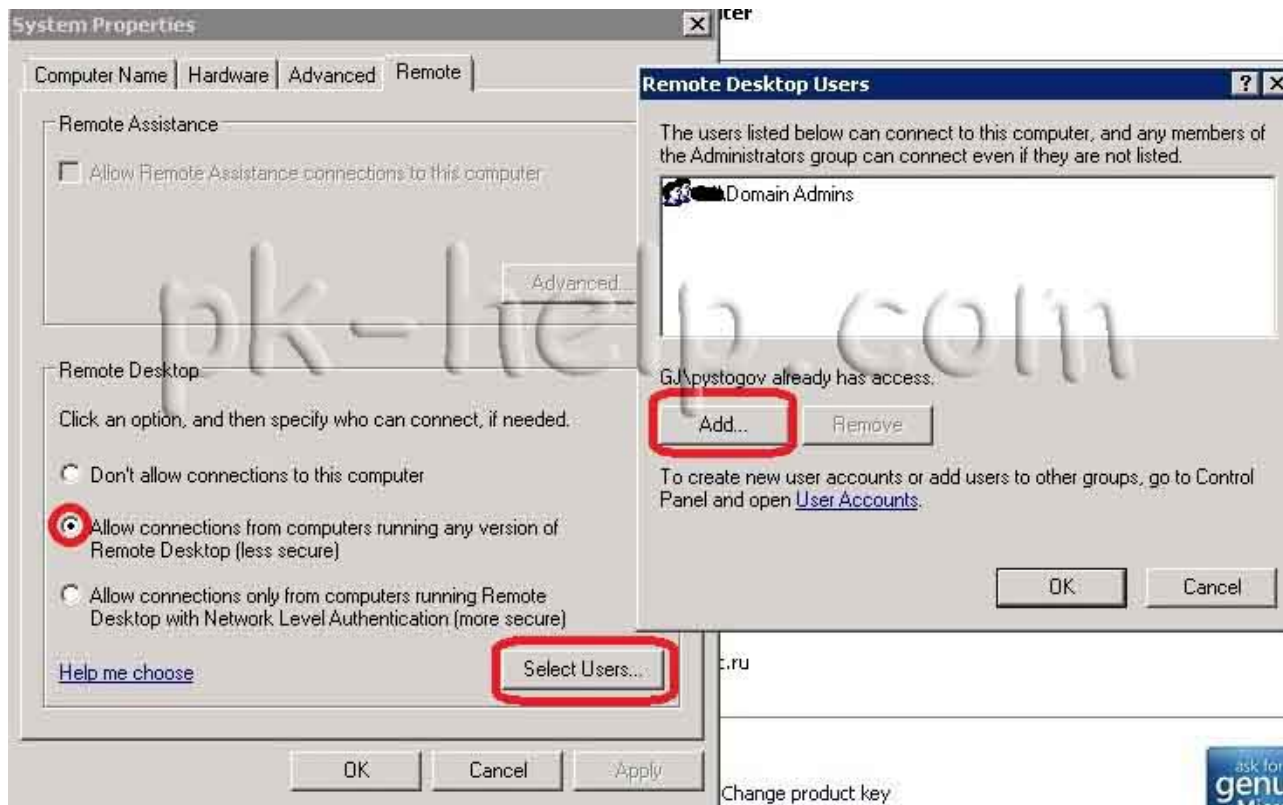 System Properties
Computer Name
Hardware
Advanced
Remote
Remote Assistance
Allow Remote Assistance connections to this computer
Advanced...
Remote Desktop
Click an option, and then specify who can connect, if needed.
Don't allow connections to this computer
Allow connections from computers running any version of
Remote Desktop (less secure)
Allow connections only from computers running Remote
Desktop with Network Level Authentication (more secure)
Help me choose
Select Users...
OK
Cancel
Apply
Remote Desktop Users
The users listed below can connect to this computer, and any members of
the Administrators group can connect even if they are not listed.
\Domain Admins
GJ\pystogov already has access.
Add...
Remove
To create new user accounts or add users to other groups, go to Control
Panel and open User Accounts.
OK
Cancel
.ru
Change product key
ask for
genu
pk-help.com